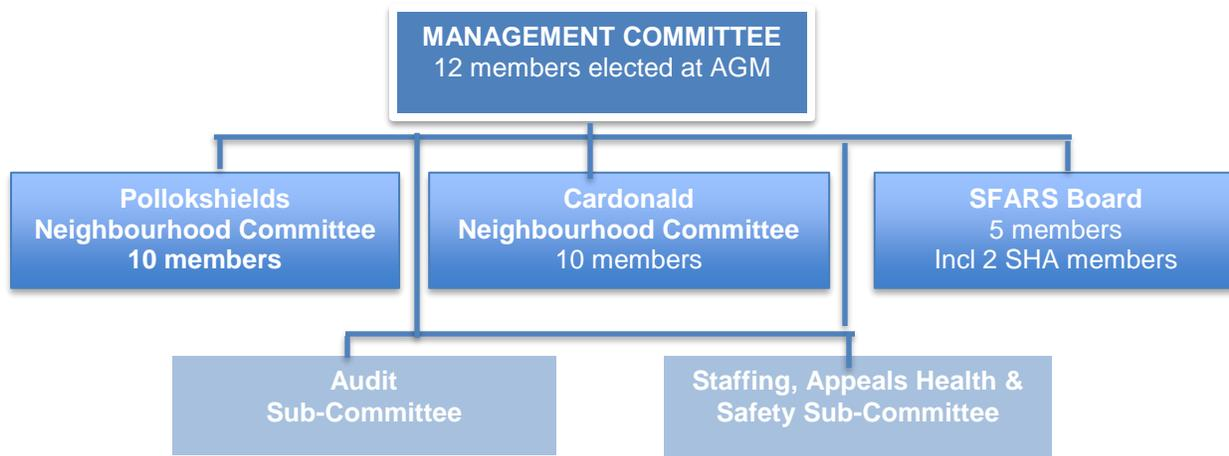 MANAGEMENT COMMITTEE
12 members elected at AGM
Pollokshields
Neighbourhood Committee
10 members
Cardonald
Neighbourhood Committee
10 members
SFARS Board
5 members
Incl 2 SHA members
Audit
Sub-Committee
Staffing, Appeals Health &
Safety Sub-Committee